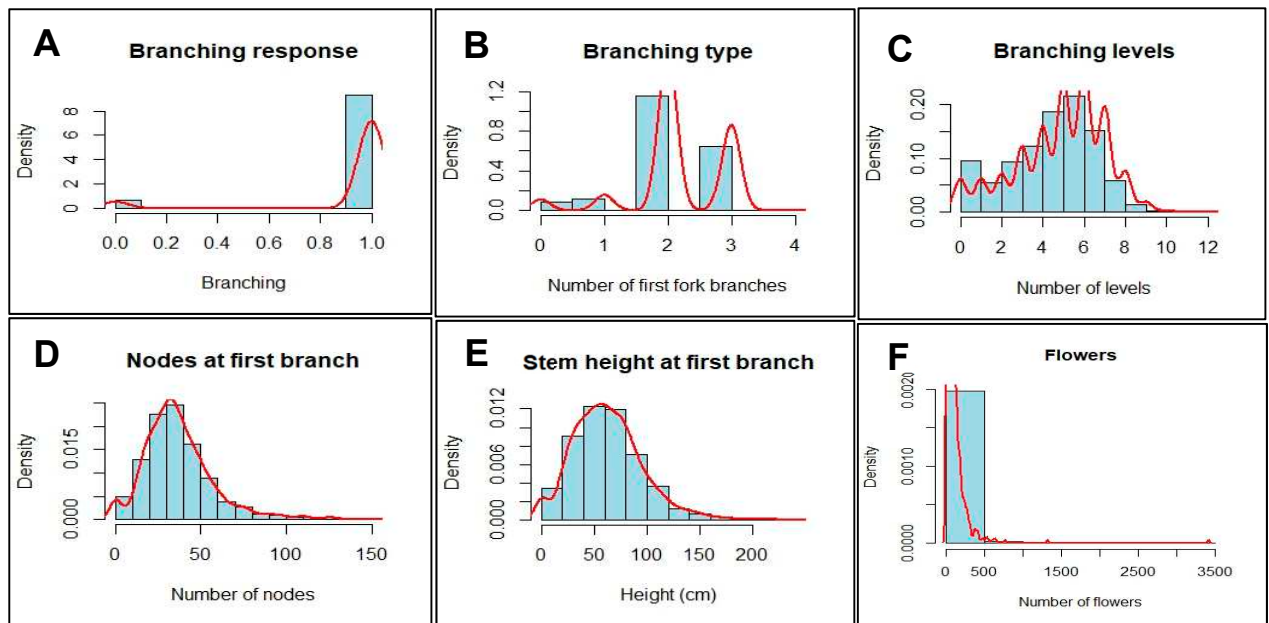 A
Branching response
Density
8
6
4
2
0
0.0 0.2 0.4 0.6 0.8 1.0
Branching
B
Branching type
Density
1.2
0.8
0.4
0.0
0 1 2 3 4
Number of first fork branches
C
Branching levels
Density
0.20
0.10
0.00
0 2 4 6 8 10 12
Number of levels
D
Nodes at first branch
Density
0.015
0.000
0 50 100 150
Number of nodes
E
Stem height at first branch
Density
0.012
0.006
0.000
0 50 100 150 200
Height (cm)
F
Flowers
Density
0.0020
0.0010
0.0000
0 500 1500 2500 3500
Number of flowers